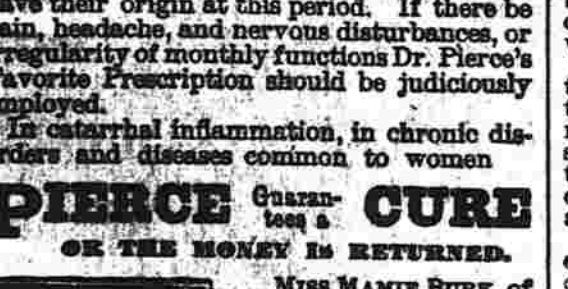 ave their origin at this period. If there be
ain, headache, and nervous disturbances, or
rregularity of monthly functions Dr. Pierce's
avorite Prescription should be judiciously
mployed.
In catarrhal inflammation, in chronic dis-
rders and diseases common to women
PIERCE Guaran-
tees a CURE
OR THE MONEY IS RETURNED.
MISS MAMIE BURK, of